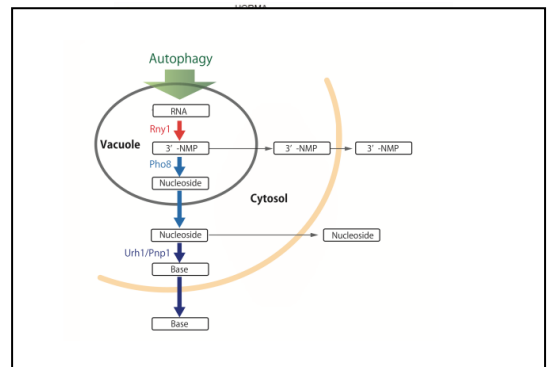 Autophagy
RNA
Rny1
Vacuole
3′ -NMP
3′ -NMP
3′ -NMP
Pho8
Nucleoside
Cytosol
Nucleoside
Nucleoside
Urh1/Pnp1
Base
Base